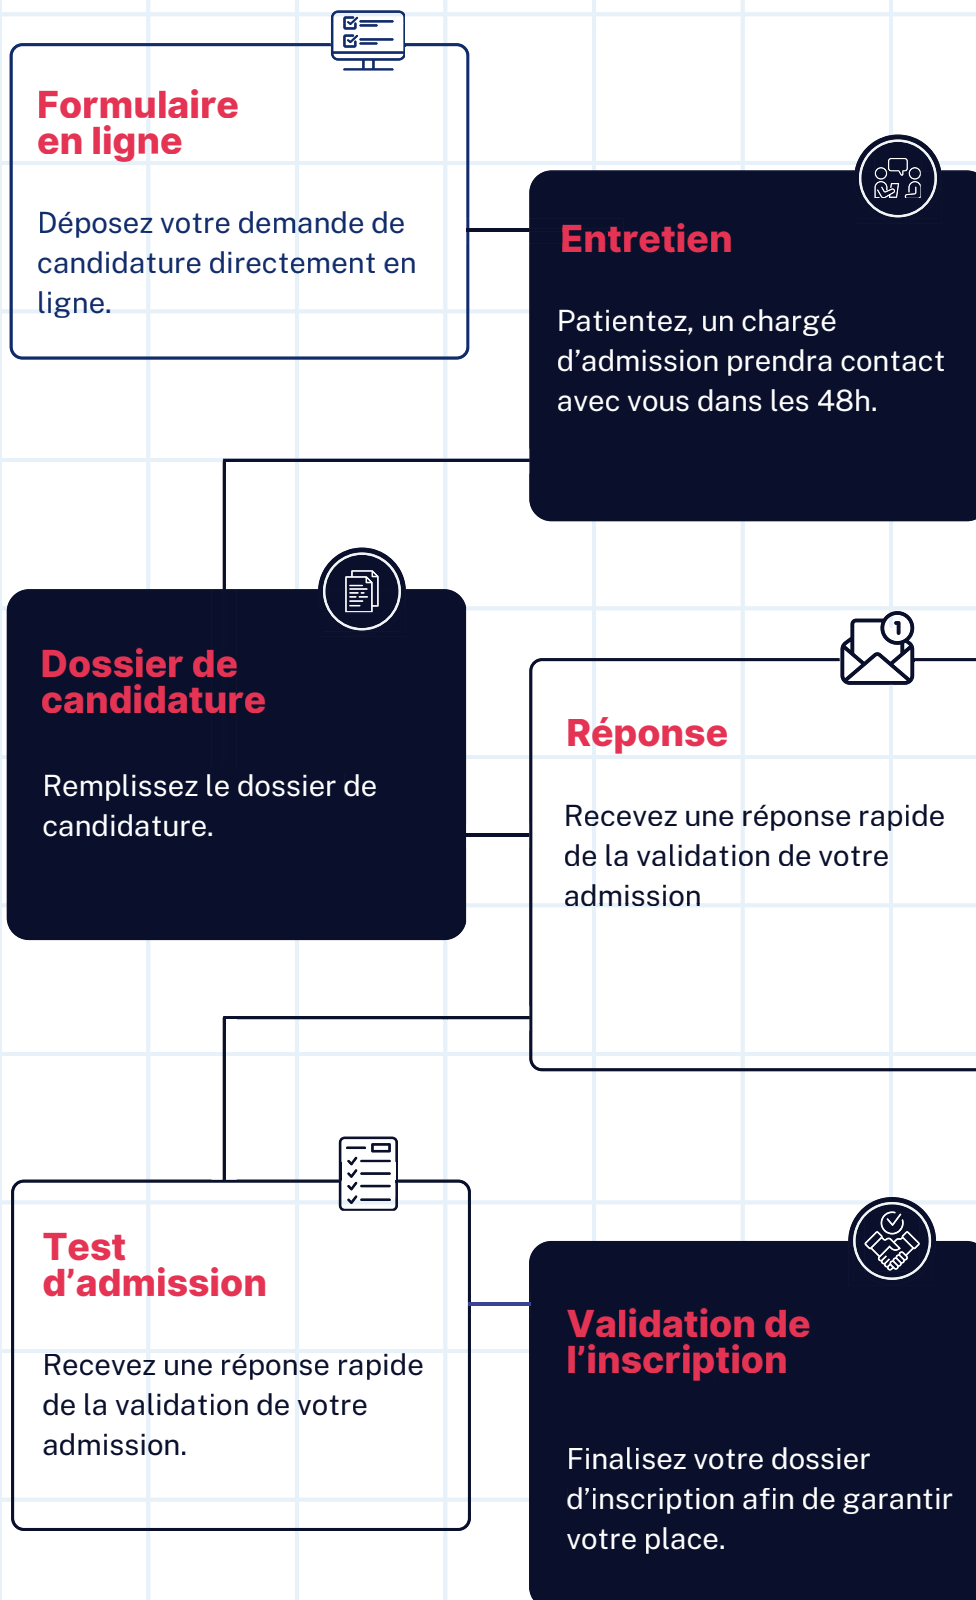 Formulaire
en ligne
Déposez votre demande de
candidature directement en
ligne.
Entretien
Patientez, un chargé
d’admission prendra contact
avec vous dans les 48h.
Dossier de
candidature
Remplissez le dossier de
candidature.
1
Réponse
Recevez une réponse rapide
de la validation de votre
admission
Test
d’admission
Recevez une réponse rapide
de la validation de votre
admission.
Validation de
l’inscription
Finalisez votre dossier
d’inscription afin de garantir
votre place.